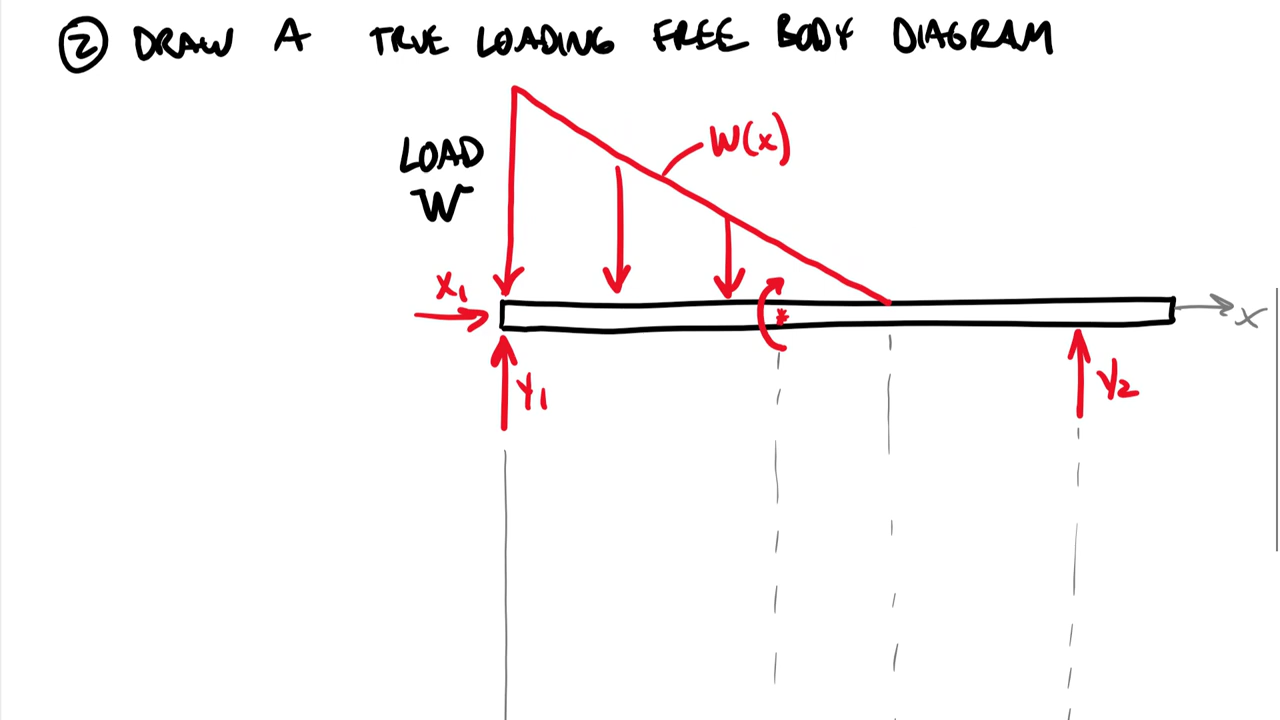 ② DRAW A TRUE LOADING FREE BODY DIAGRAM
W(x)
LOAD
W
X₁
*
X
Y₁
Y₂